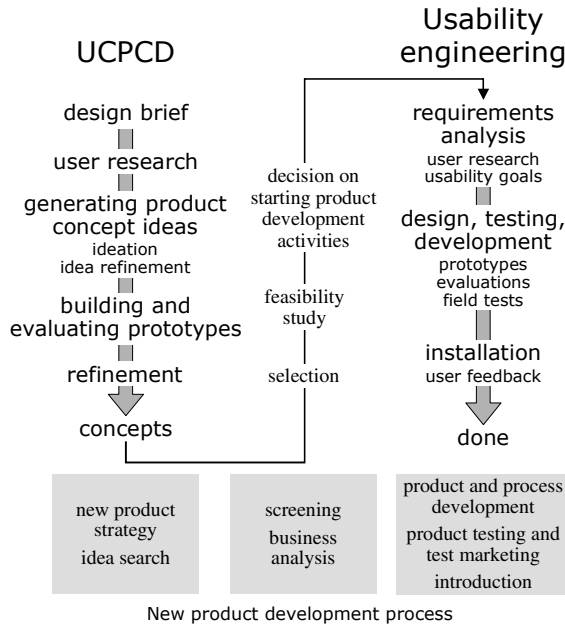 UCPCD
design brief
user research
generating product
concept ideas
ideation
idea refinement
building and
evaluating prototypes
refinement
concepts
decision on
starting product
development
activities
feasibility
study
selection
Usability
engineering
requirements
analysis
user research
usability goals
design, testing,
development
prototypes
evaluations
field tests
installation
user feedback
done
new product
strategy
idea search
screening
business
analysis
product and process
development
product testing and
test marketing
introduction
New product development process